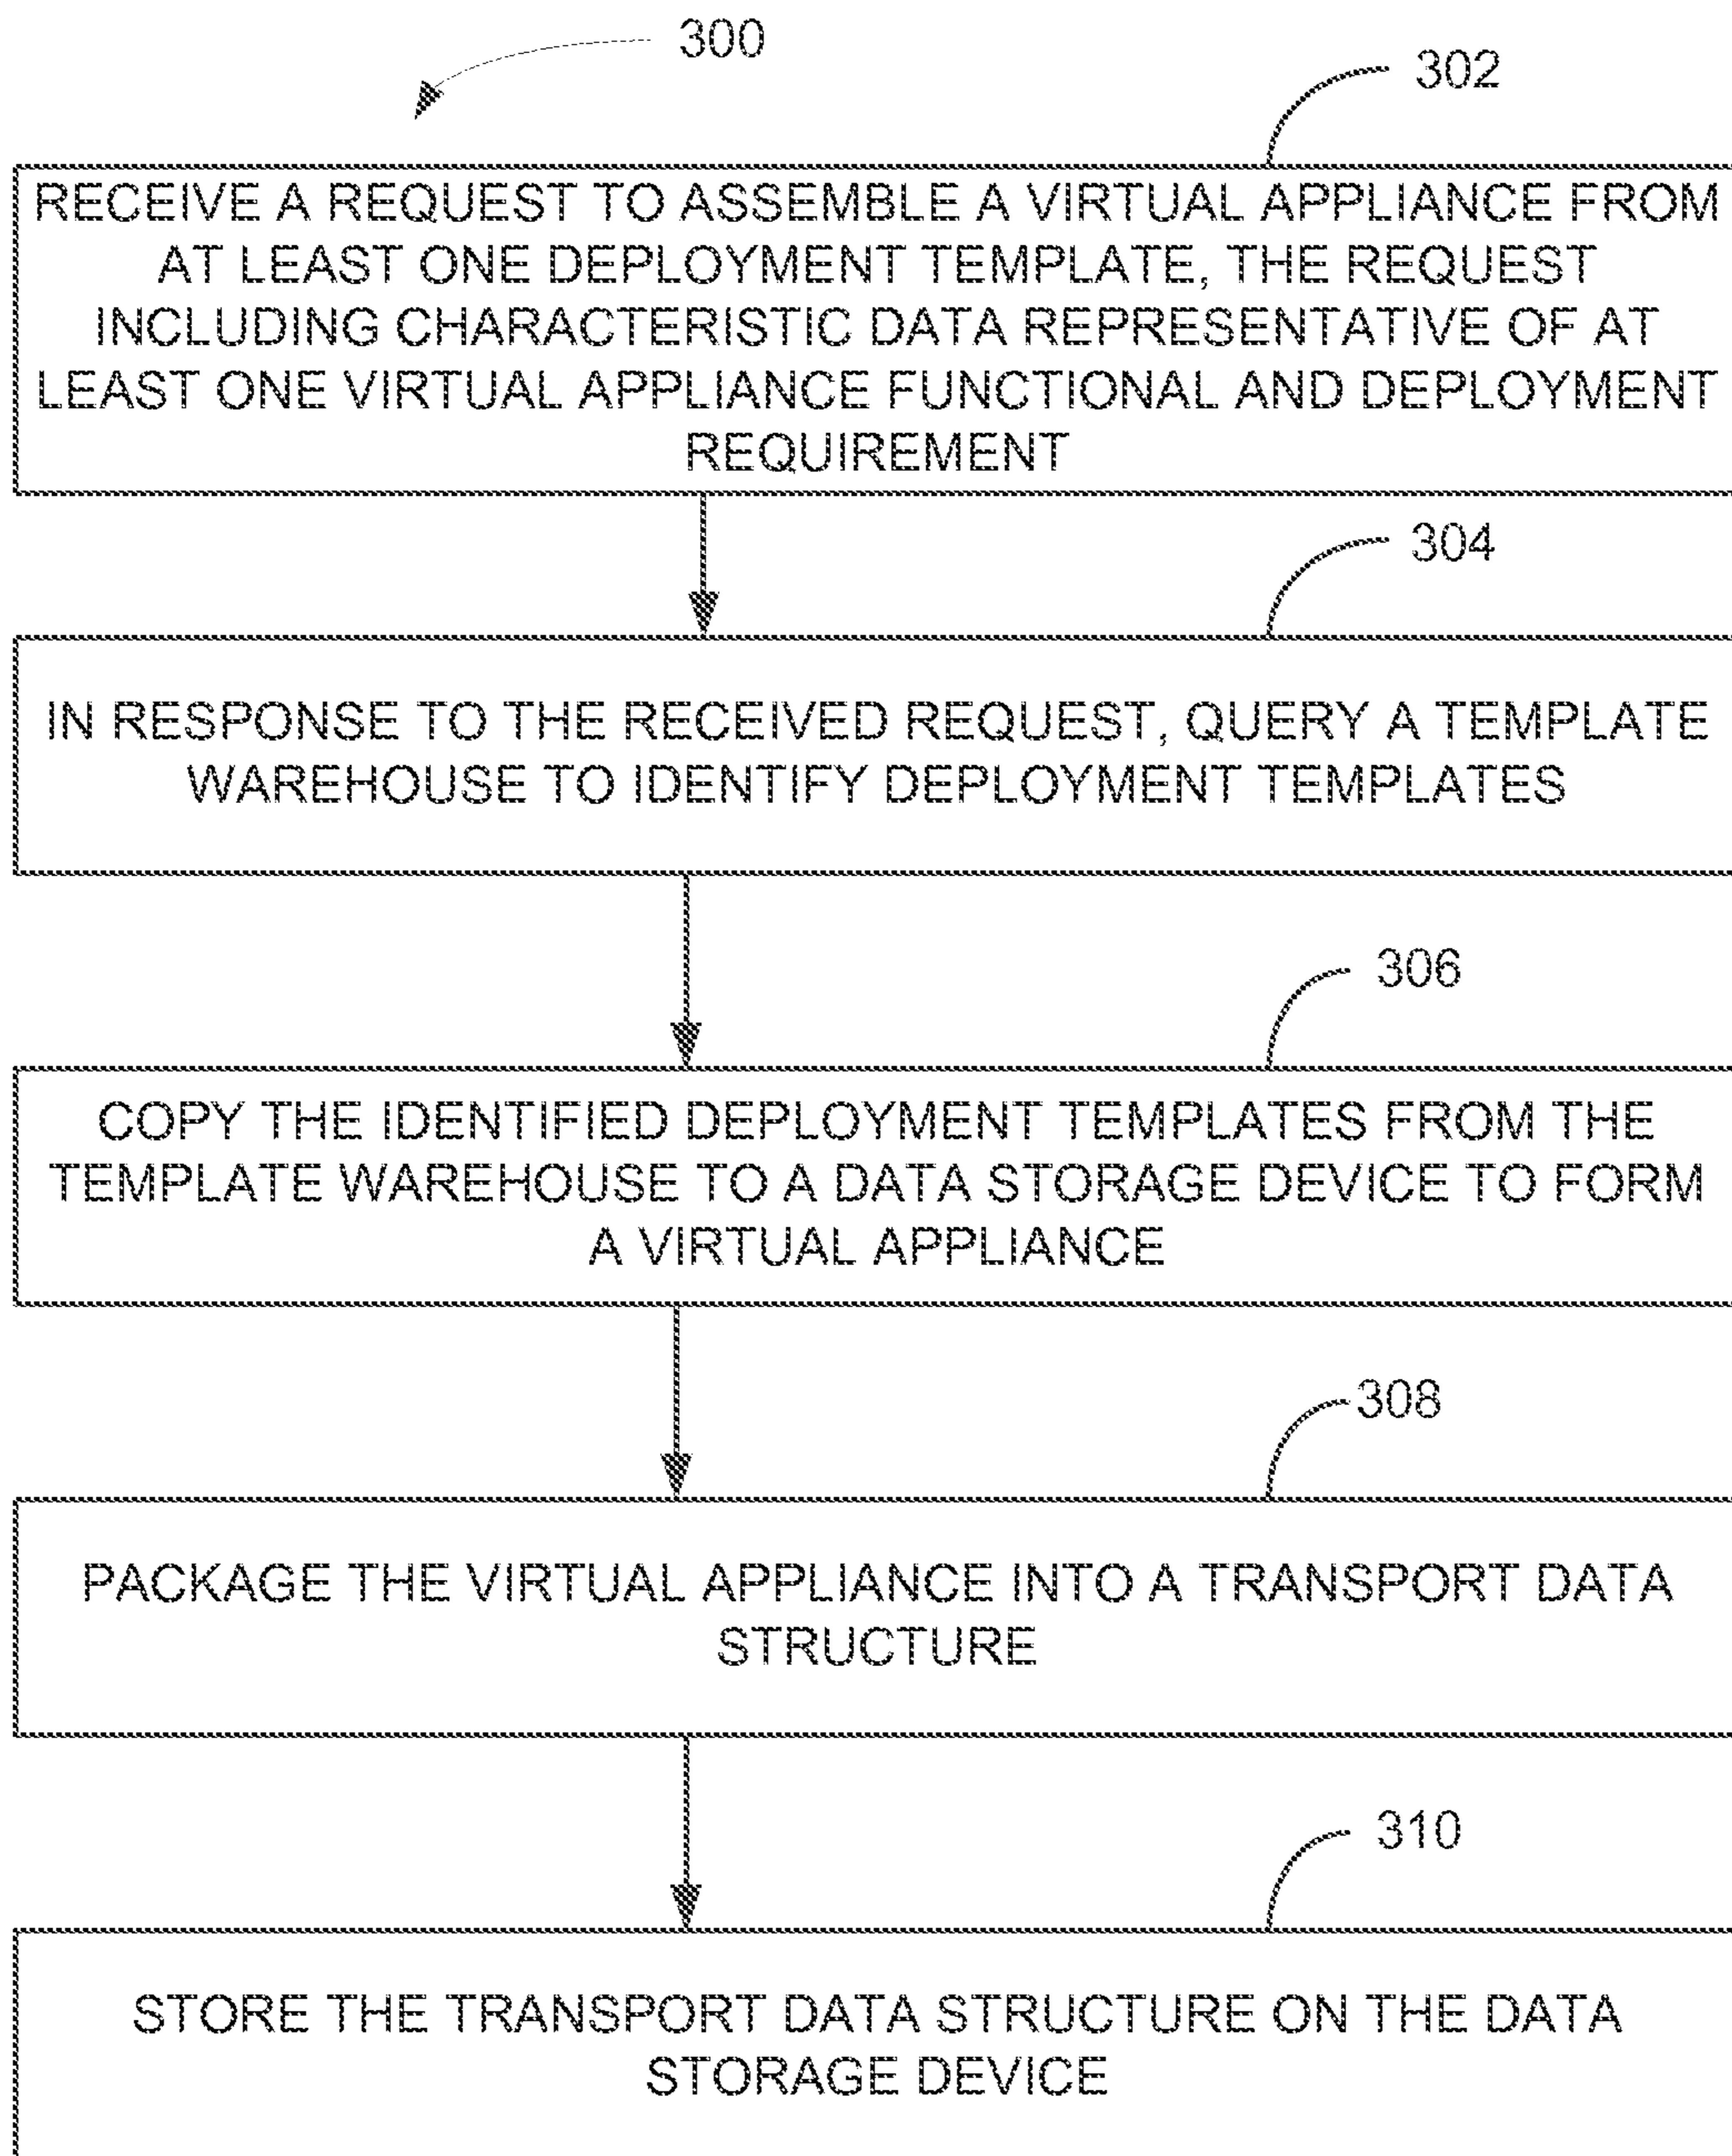 300
302
RECEIVE A REQUEST TO ASSEMBLE A VIRTUAL APPLIANCE FROM
AT LEAST ONE DEPLOYMENT TEMPLATE, THE REQUEST
INCLUDING CHARACTERISTIC DATA REPRESENTATIVE OF AT
LEAST ONE VIRTUAL APPLIANCE FUNCTIONAL AND DEPLOYMENT
REQUIREMENT
304
IN RESPONSE TO THE RECEIVED REQUEST, QUERY A TEMPLATE
WAREHOUSE TO IDENTIFY DEPLOYMENT TEMPLATES
306
COPY THE IDENTIFIED DEPLOYMENT TEMPLATES FROM THE
TEMPLATE WAREHOUSE TO A DATA STORAGE DEVICE TO FORM
A VIRTUAL APPLIANCE
308
PACKAGE THE VIRTUAL APPLIANCE INTO A TRANSPORT DATA
STRUCTURE
310
STORE THE TRANSPORT DATA STRUCTURE ON THE DATA
STORAGE DEVICE